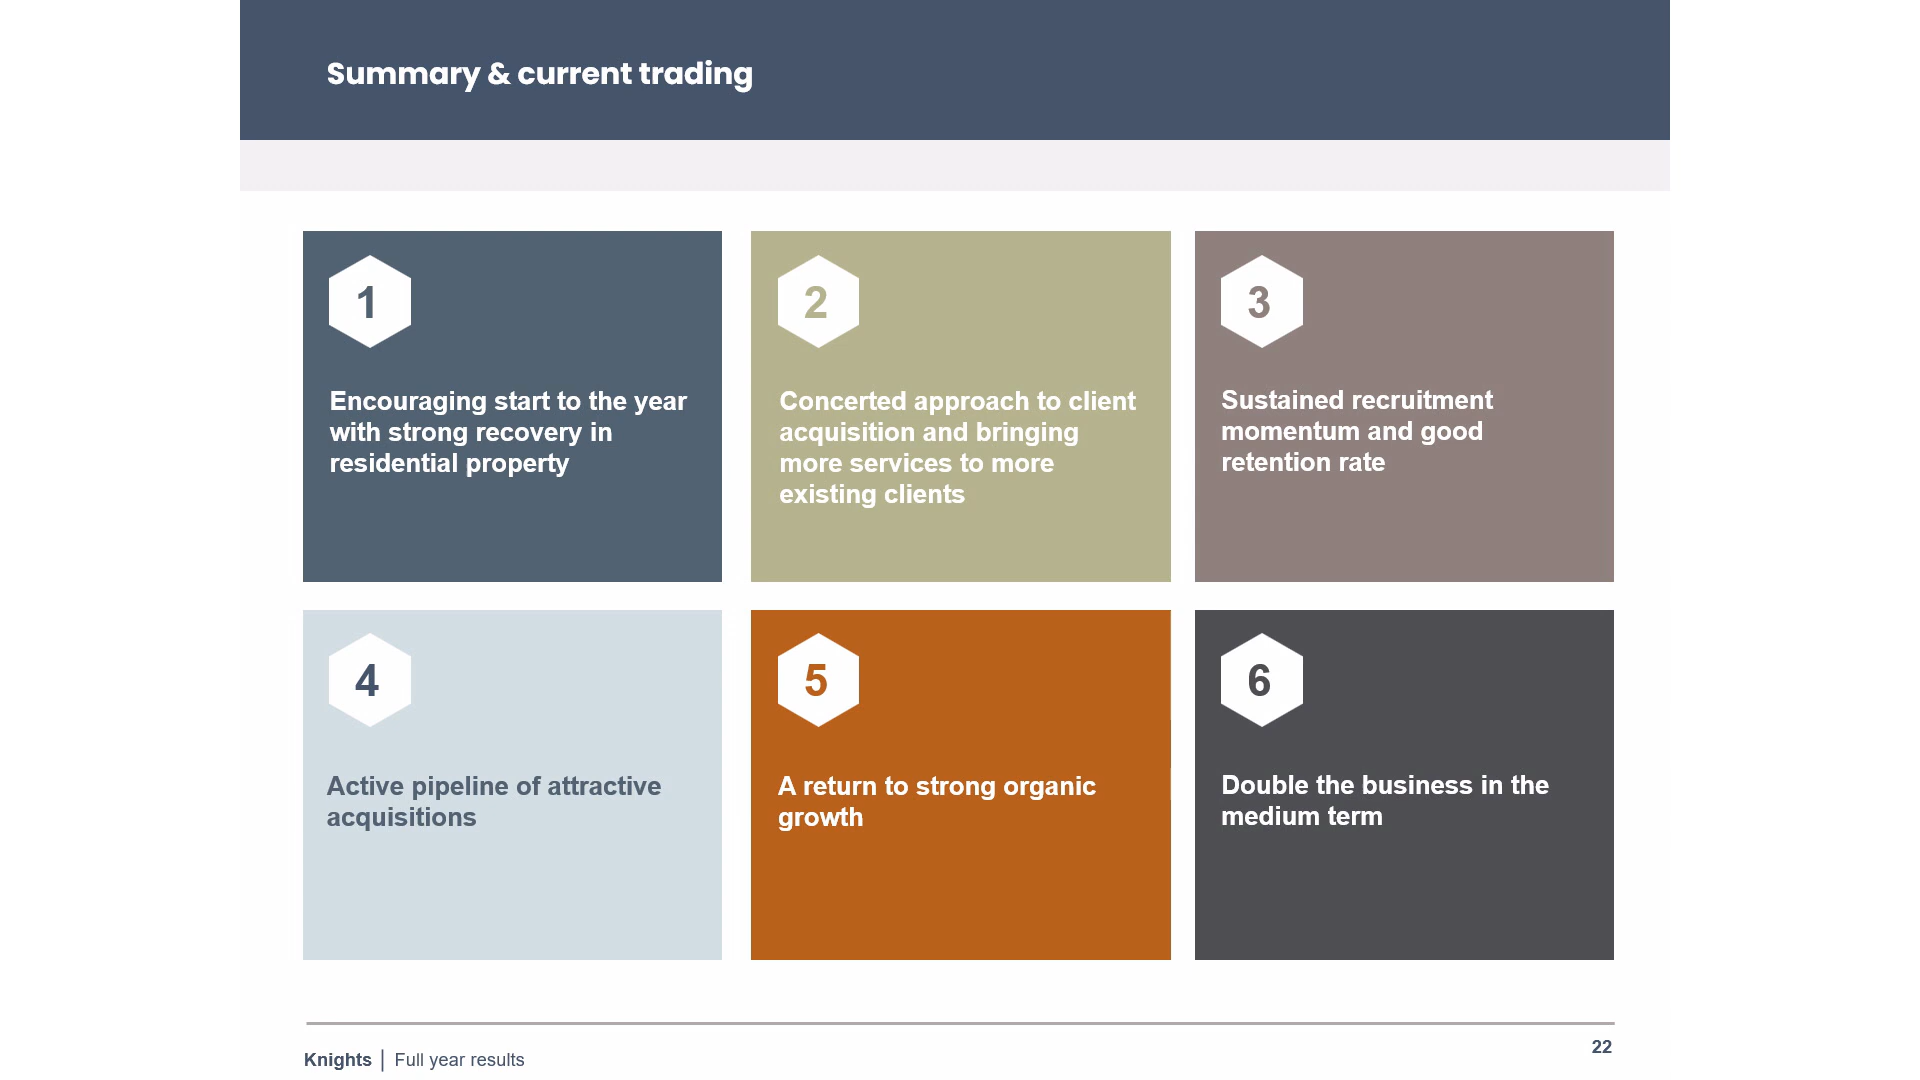 Summary & current trading
1
Encouraging start to the year
with strong recovery in
residential property
2
Concerted approach to client
acquisition and bringing
more services to more
existing clients
3
Sustained recruitment
momentum and good
retention rate
4
Active pipeline of attractive
acquisitions
5
A return to strong organic
growth
6
Double the business in the
medium term
Knights | Full year results
22